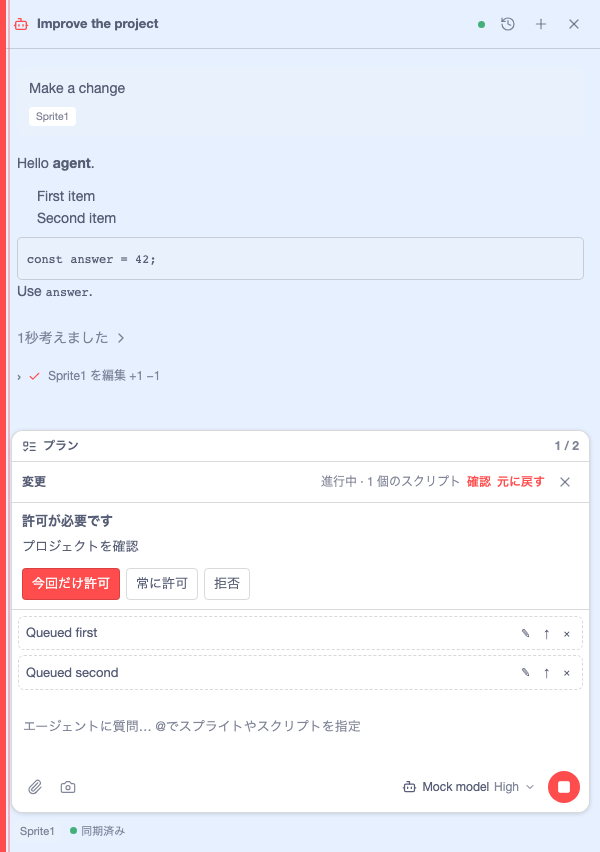 Improve the project
Make a change
Sprite1
Hello agent.
First item
Second item
const answer = 42;
Use answer.
1秒考えました
Sprite1 を編集 +1 −1
プラン 1 / 2
変更 進行中 · 1 個のスクリプト 確認 元に戻す
許可が必要です
プロジェクトを確認
今回だけ許可 常に許可 拒否
Queued first
Queued second
エージェントに質問... @でスプライトやスクリプトを指定
Mock model High
Sprite1 同期済み